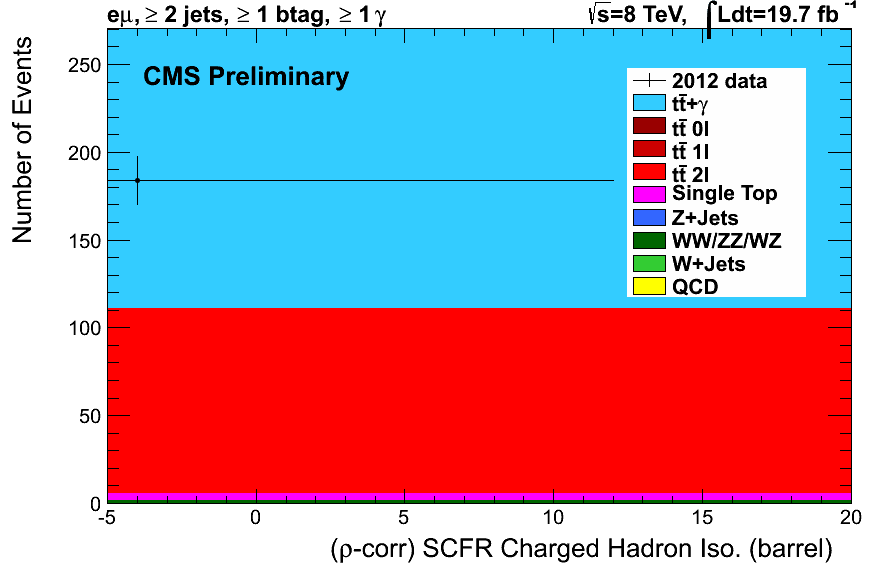 eμ, ≥ 2 jets, ≥ 1 btag, ≥ 1 γ
√s=8 TeV, ∫Ldt=19.7 fb⁻¹
Number of Events
CMS Preliminary
2012 data
tt̄+γ
tt̄ 0l
tt̄ 1l
tt̄ 2l
Single Top
Z+Jets
WW/ZZ/WZ
W+Jets
QCD
250
200
150
100
50
0
-5 0 5 10 15 20
(ρ-corr) SCFR Charged Hadron Iso. (barrel)